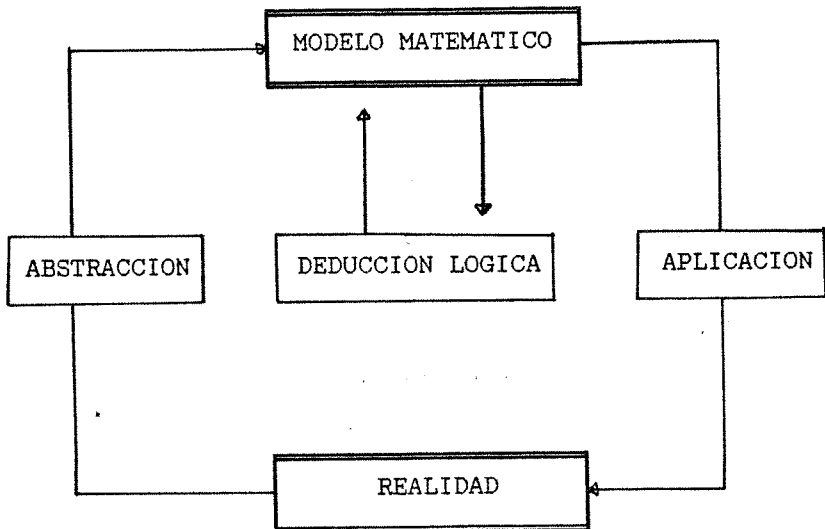 MODELO MATEMATICO
ABSTRACCION
DEDUCCION LOGICA
APLICACION
REALIDAD